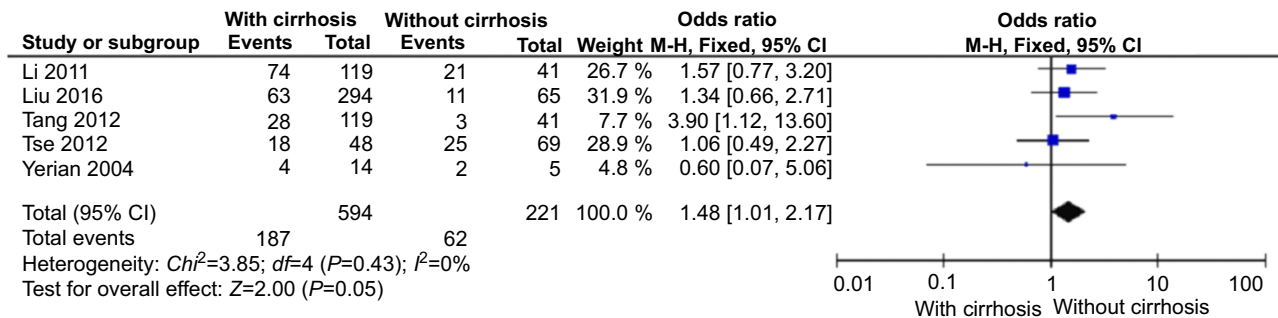 With cirrhosis Without cirrhosis Odds ratio Odds ratio
Study or subgroup Events Total Events Total Weight M-H, Fixed, 95% CI M-H, Fixed, 95% CI
Li 2011 74 119 21 41 26.7 % 1.57 [0.77, 3.20]
Liu 2016 63 294 11 65 31.9 % 1.34 [0.66, 2.71]
Tang 2012 28 119 3 41 7.7 % 3.90 [1.12, 13.60]
Tse 2012 18 48 25 69 28.9 % 1.06 [0.49, 2.27]
Yerian 2004 4 14 2 5 4.8 % 0.60 [0.07, 5.06]
Total (95% CI) 594 221 100.0 % 1.48 [1.01, 2.17]
Total events 187 62
Heterogeneity: Chi²=3.85; df=4 (P=0.43); I²=0%
Test for overall effect: Z=2.00 (P=0.05)
0.01 0.1 1 10 100
With cirrhosis Without cirrhosis